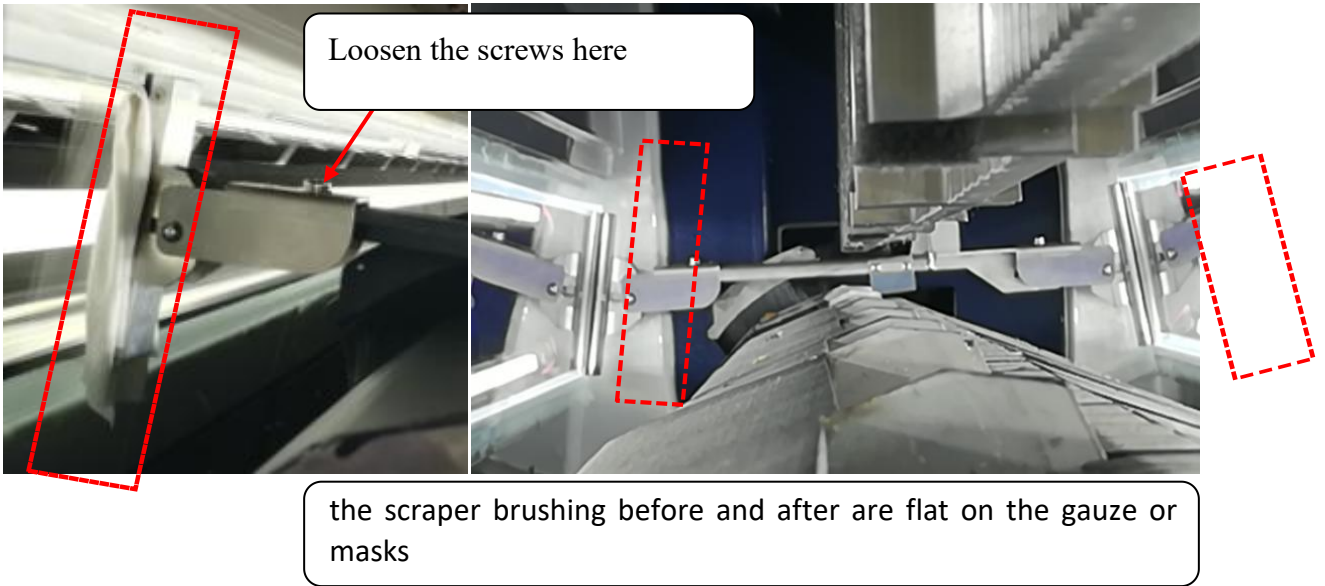 Loosen the screws here
the scraper brushing before and after are flat on the gauze or
masks